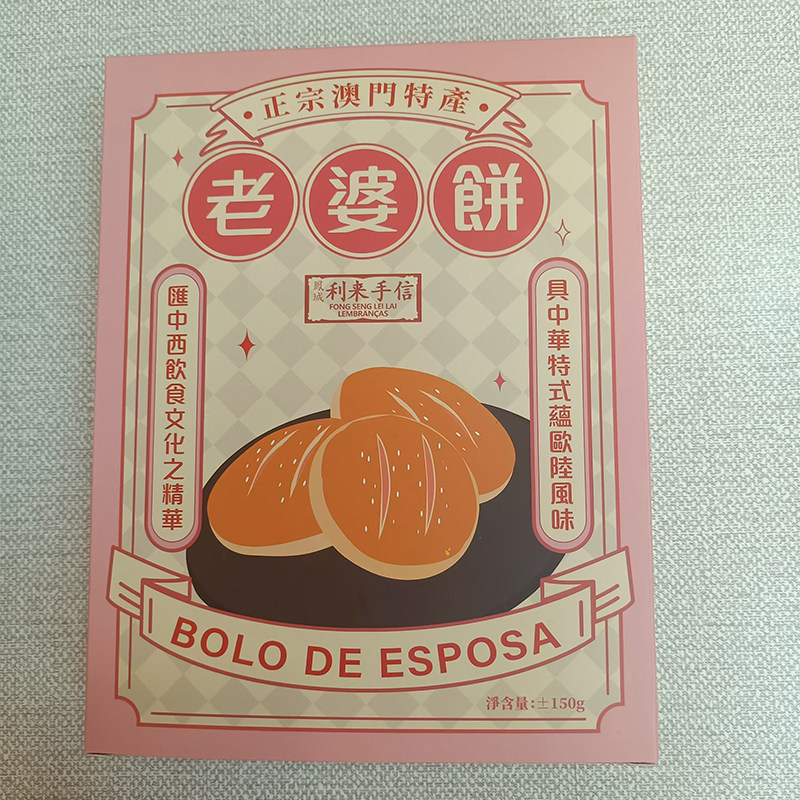 正宗澳門特產
老婆餅
鳳城
利来手信
FONG SENG LEI LAI
LEMBRANÇAS
具中華特式蘊歐陸風味
匯中西飲食文化之精華
BOLO DE ESPOSA
淨含量:±150g